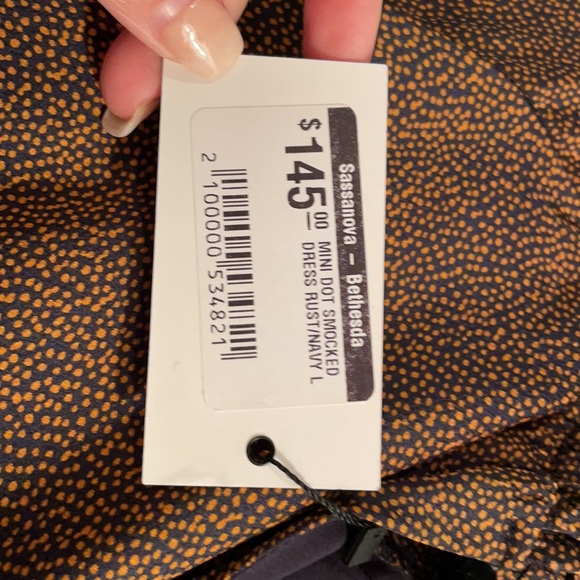 Sassanova – Bethesda
$145.00
MINI DOT SMOCKED
DRESS RUST/NAVY L
2 100000 534821